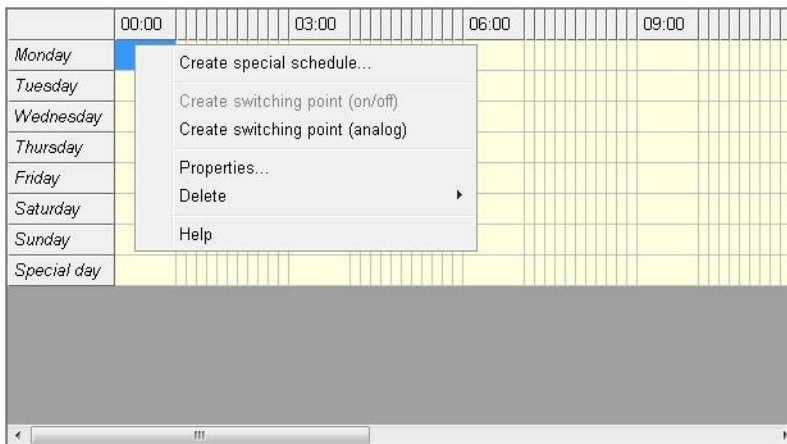 00:00 03:00 06:00 09:00
Monday
Tuesday
Wednesday
Thursday
Friday
Saturday
Sunday
Special day
Create special schedule...
Create switching point (on/off)
Create switching point (analog)
Properties...
Delete
Help